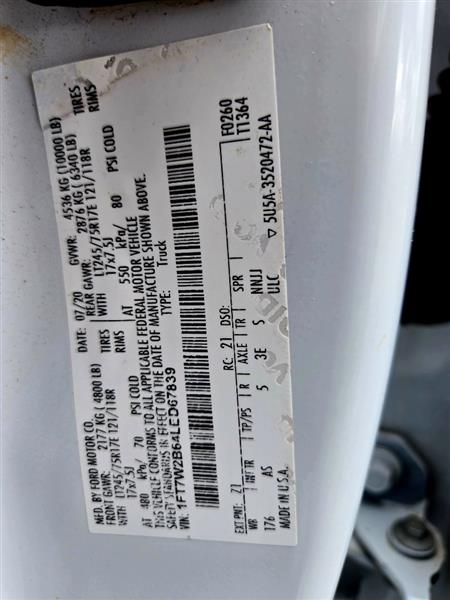 MFD. BY FORD MOTOR CO.
DATE: 07/20 GVWR: 4536 KG (10000 LB)
FRONT GAWR: 2177 KG (4800 LB) REAR GAWR: 2876 KG (6340 LB)
WITH LT245/75R17E 121/118R TIRES WITH LT245/75R17E 121/118R TIRES
17x7.5J RIMS 17x7.5J RIMS
AT 480 kPa/ 70 PSI COLD AT 550 kPa/ 80 PSI COLD
THIS VEHICLE CONFORMS TO ALL APPLICABLE FEDERAL MOTOR VEHICLE
SAFETY STANDARDS IN EFFECT ON THE DATE OF MANUFACTURE SHOWN ABOVE.
VIN: 1FT7W2B64LED67839 TYPE: Truck
F0260
T1364
EXT PNT: Z1 RC: 21 DSO:
WB INT TR TP/PS R AXLE TR SPR
176 AS 5 3E S NNUJ
MADE IN U.S.A. ULC
▽ 5U5A-3520472-AA